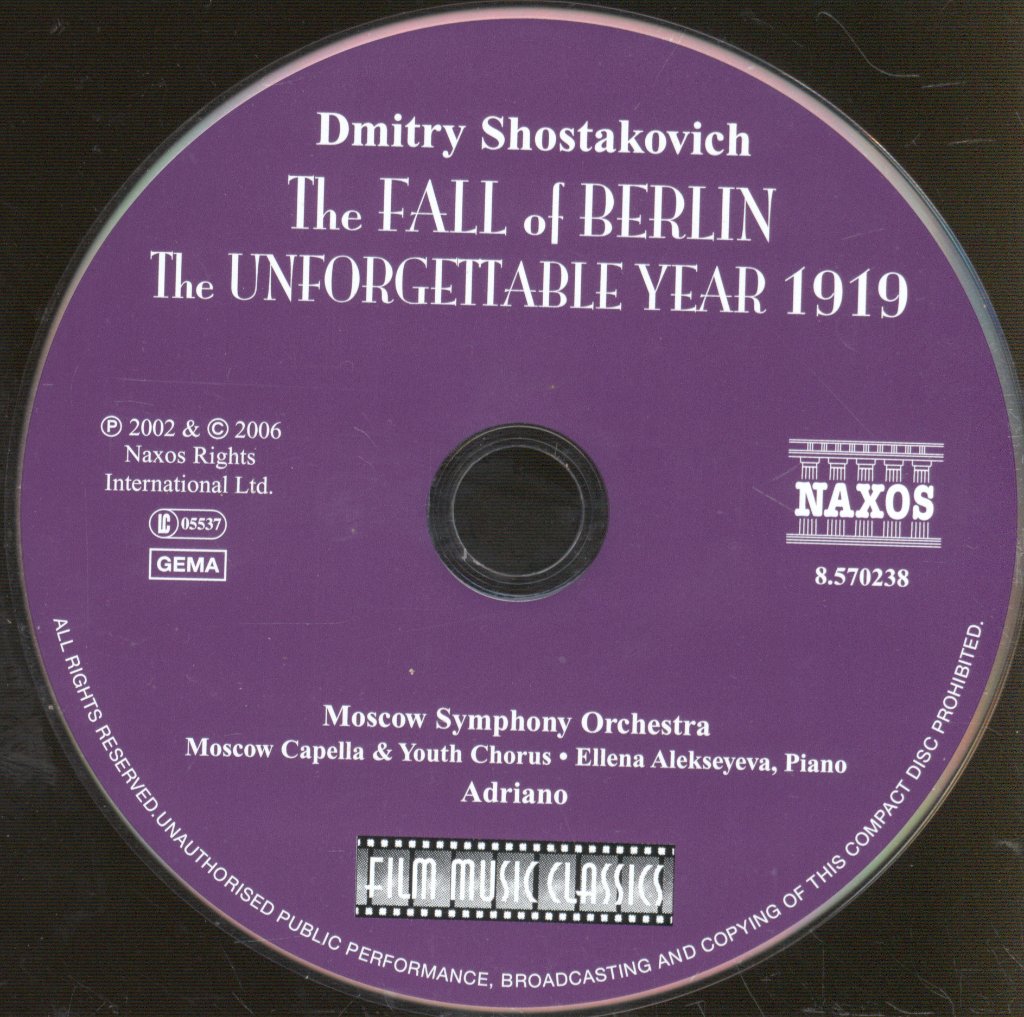 Dmitry Shostakovich
The FALL of BERLIN
The UNFORGETTABLE YEAR 1919
℗ 2002 & © 2006
Naxos Rights
International Ltd.
LC 05537
GEMA
NAXOS
8.570238
Moscow Symphony Orchestra
Moscow Capella & Youth Chorus • Ellena Alekseyeva, Piano
Adriano
FILM MUSIC CLASSICS
ALL RIGHTS RESERVED. UNAUTHORISED PUBLIC PERFORMANCE, BROADCASTING AND COPYING OF THIS COMPACT DISC PROHIBITED.